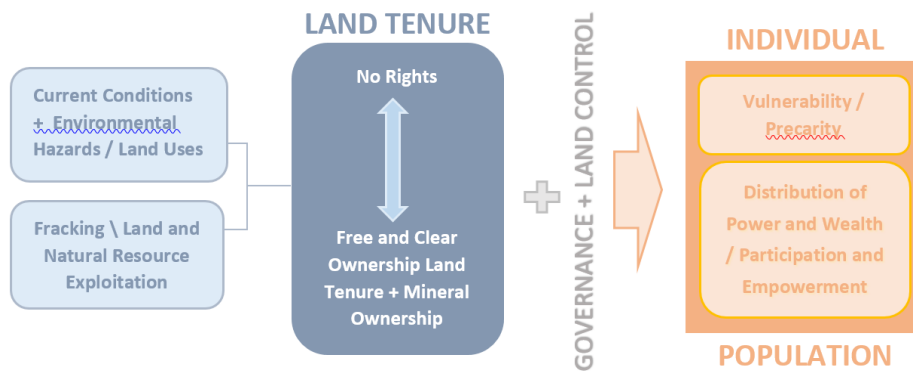 Current Conditions
+ Environmental
Hazards / Land Uses
Fracking \ Land and
Natural Resource
Exploitation
LAND TENURE
No Rights
Free and Clear
Ownership Land
Tenure + Mineral
Ownership
GOVERNANCE + LAND CONTROL
INDIVIDUAL
Vulnerability /
Precarity
Distribution of
Power and Wealth
/ Participation and
Empowerment
POPULATION